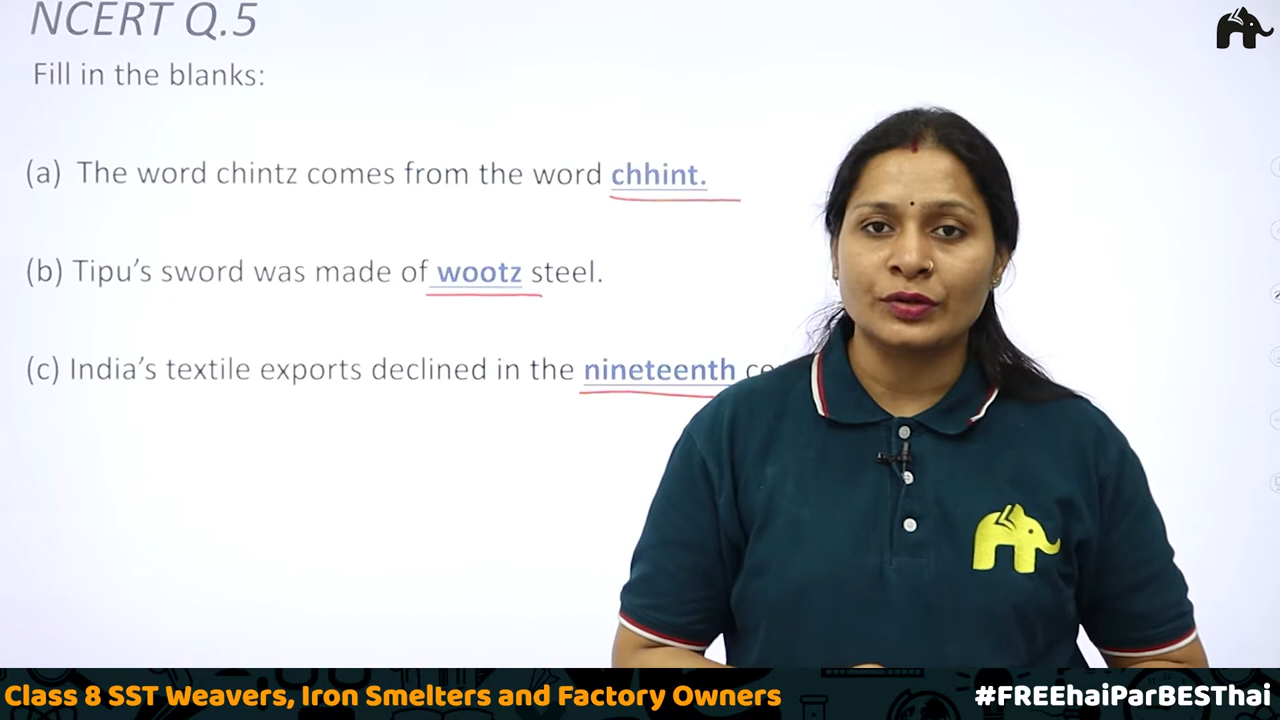 NCERT Q.5
Fill in the blanks:
(a) The word chintz comes from the word chhint.
(b) Tipu's sword was made of wootz steel.
(c) India's textile exports declined in the nineteenth
Class 8 SST Weavers, Iron Smelters and Factory Owners
#FREEhaiParBESThai